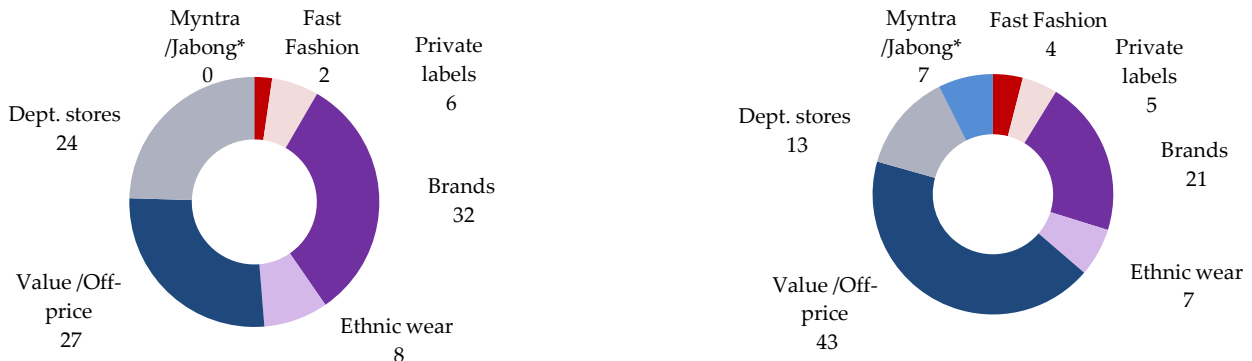 Myntra
/Jabong*
0
Fast
Fashion
2
Private
labels
6
Dept. stores
24
Brands
32
Value /Off-
price
27
Ethnic wear
8
Myntra
/Jabong*
7
Fast Fashion
4
Private
labels
5
Dept. stores
13
Brands
21
Value /Off-
price
43
Ethnic wear
7